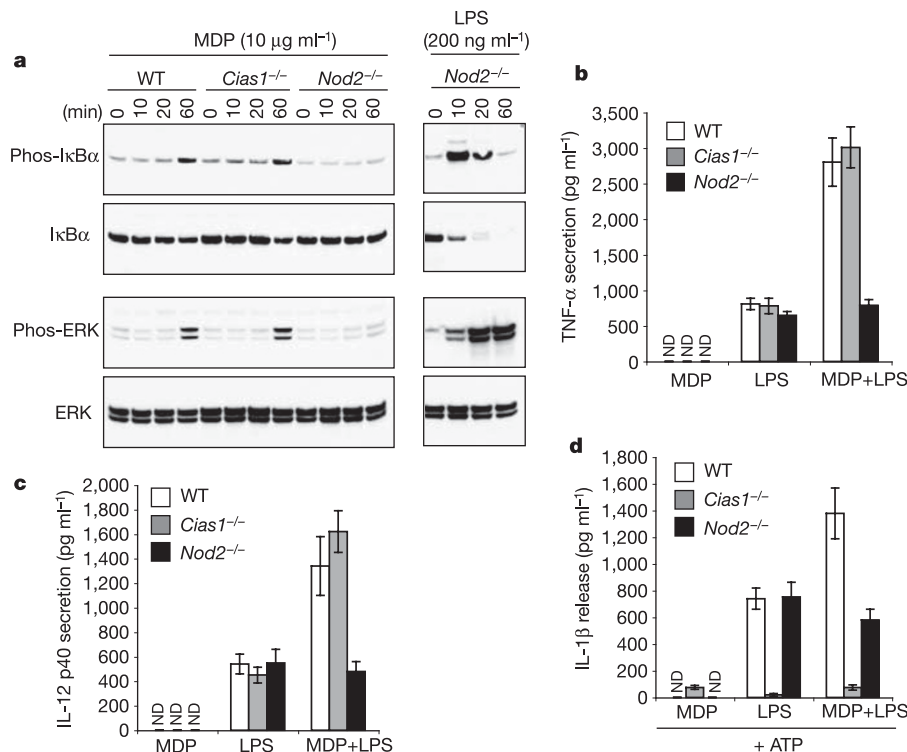 a
MDP (10 μg ml⁻¹)
LPS
(200 ng ml⁻¹)
WT Cias1⁻/⁻ Nod2⁻/⁻
Nod2⁻/⁻
(min) 0 10 20 60 0 10 20 60 0 10 20 60
0 10 20 60
Phos-IκBα
IκBα
Phos-ERK
ERK
b
TNF-α secretion (pg ml⁻¹)
3,500
3,000
2,500
2,000
1,500
1,000
500
0
WT
Cias1⁻/⁻
Nod2⁻/⁻
ND ND ND
MDP LPS MDP+LPS
c
IL-12 p40 secretion (pg ml⁻¹)
2,000
1,800
1,600
1,400
1,200
1,000
800
600
400
200
0
WT
Cias1⁻/⁻
Nod2⁻/⁻
ND ND ND
MDP LPS MDP+LPS
d
IL-1β release (pg ml⁻¹)
1,800
1,600
1,400
1,200
1,000
800
600
400
200
0
WT
Cias1⁻/⁻
Nod2⁻/⁻
ND ND
MDP LPS MDP+LPS
+ ATP